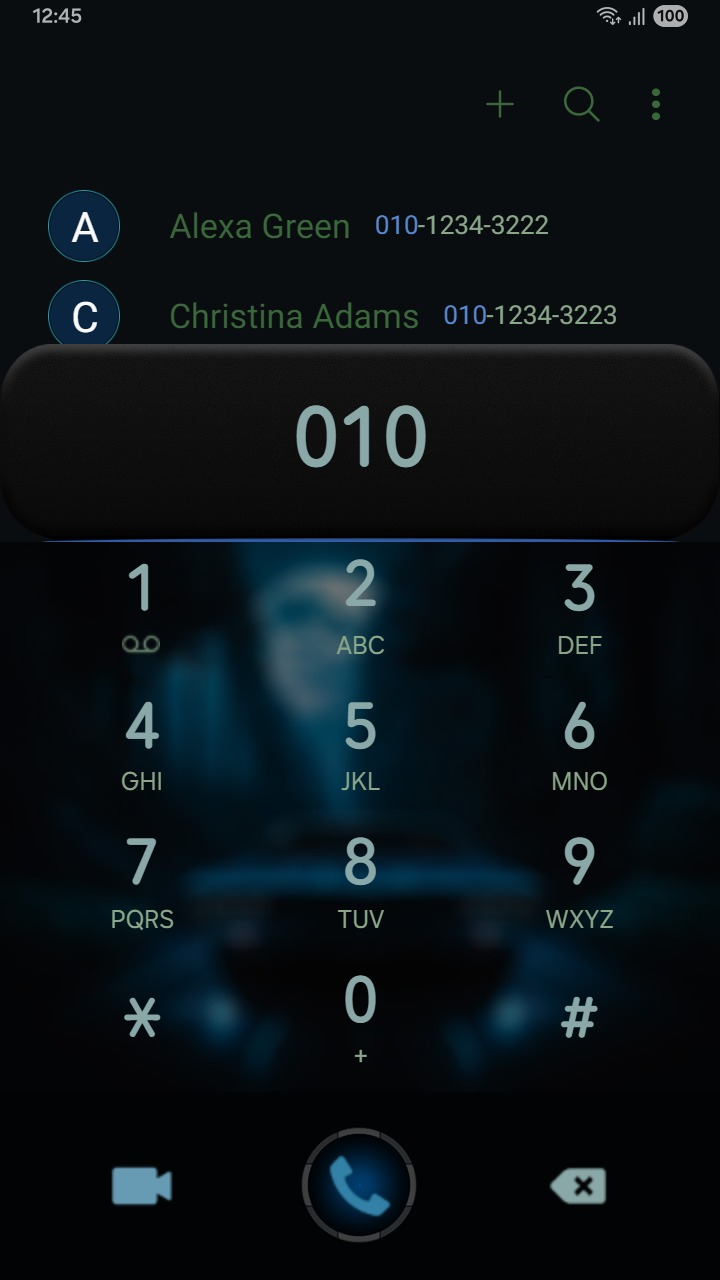 12:45 100
A Alexa Green 010-1234-3222
C Christina Adams 010-1234-3223
010
1 2 3
ABC DEF
4 5 6
GHI JKL MNO
7 8 9
PQRS TUV WXYZ
* 0 #
+